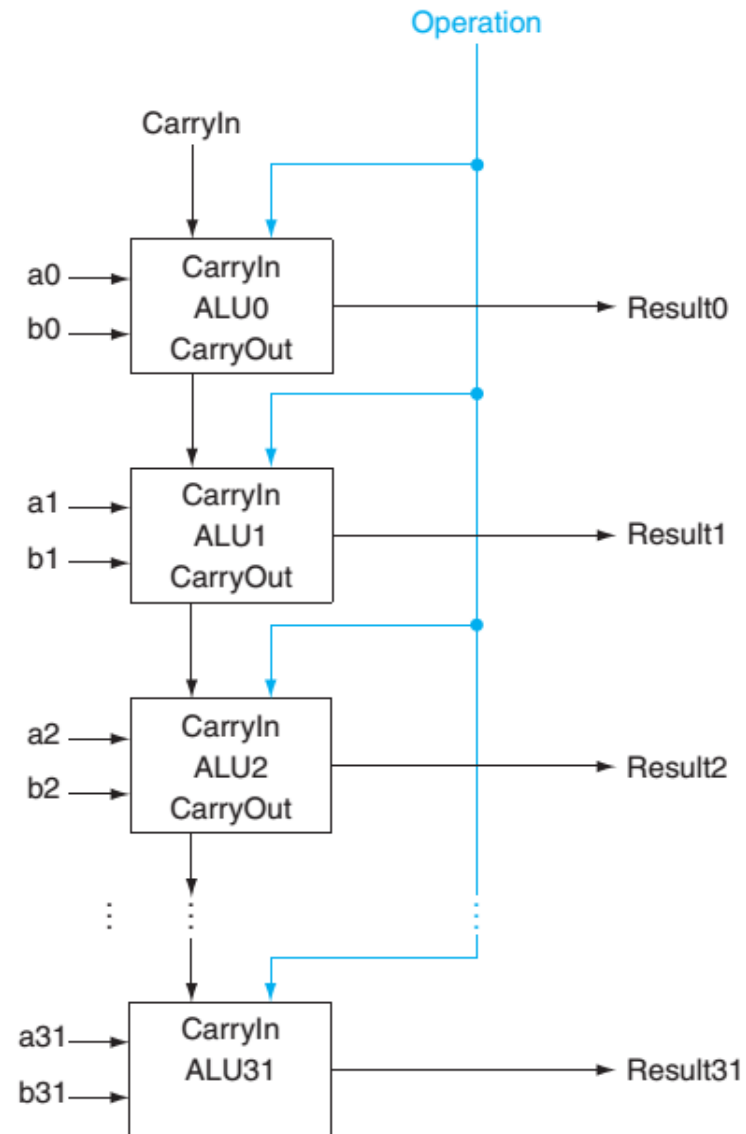 Operation
CarryIn
a0
b0
CarryIn
ALU0
CarryOut
Result0
a1
b1
CarryIn
ALU1
CarryOut
Result1
a2
b2
CarryIn
ALU2
CarryOut
Result2
a31
b31
CarryIn
ALU31
Result31